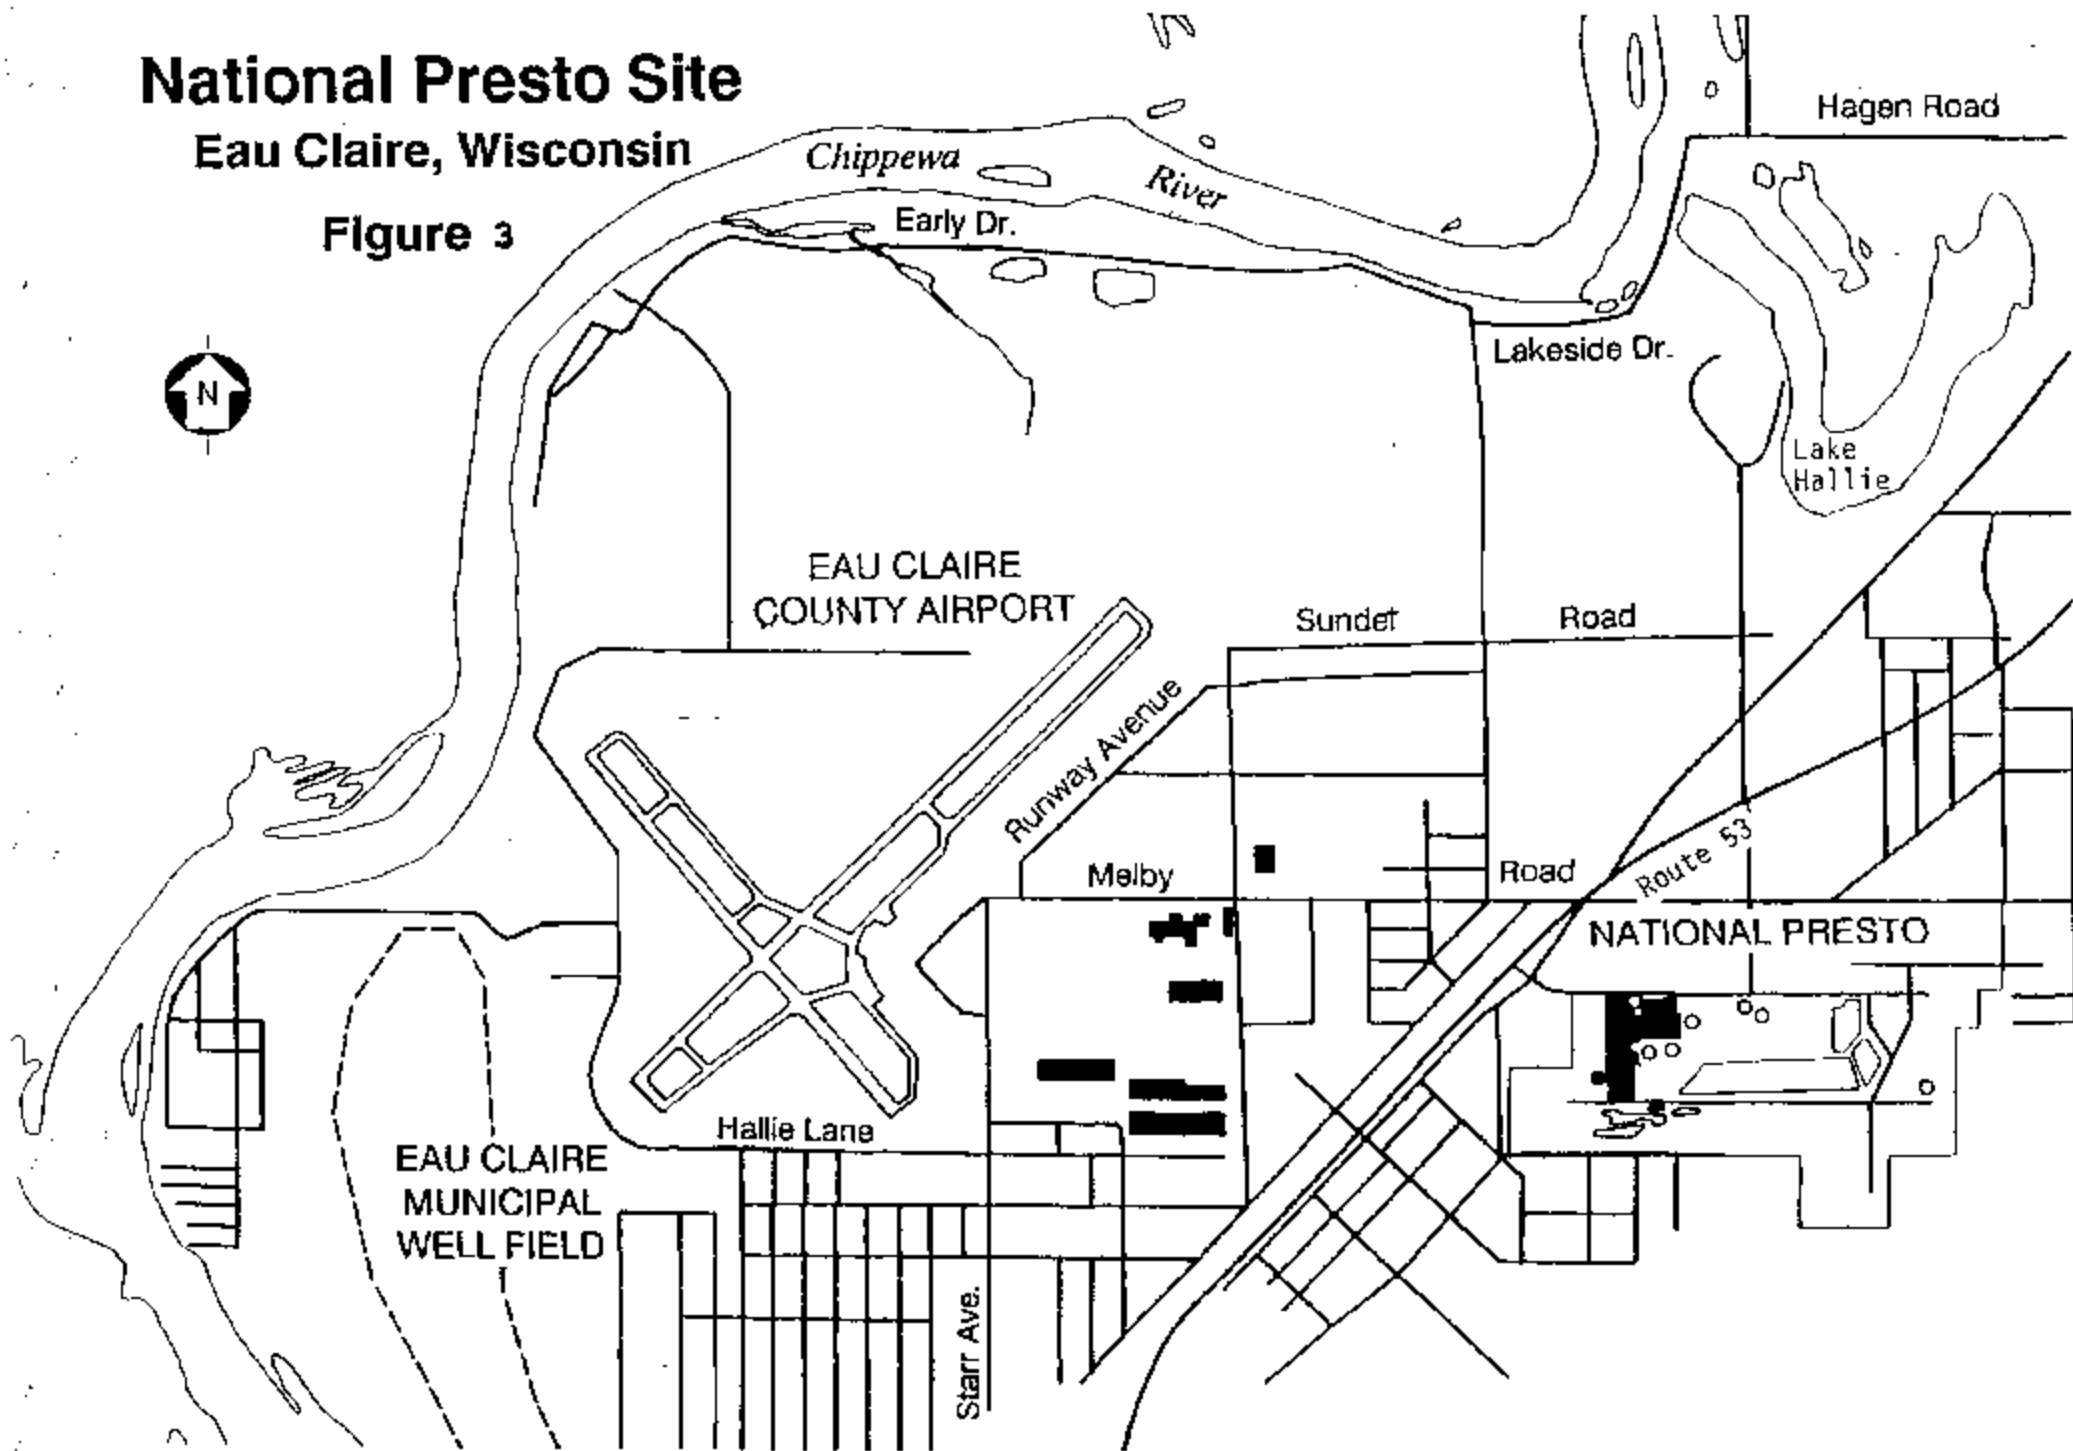 National Presto Site
Eau Claire, Wisconsin
Figure 3
Chippewa
River
Hagen Road
Early Dr.
Lakeside Dr.
N
Lake
Hallie
EAU CLAIRE
COUNTY AIRPORT
Sundet
Road
Runway Avenue
Melby
Road
Route 53
NATIONAL PRESTO
Hallie Lane
EAU CLAIRE
MUNICIPAL
WELL FIELD
Starr Ave.